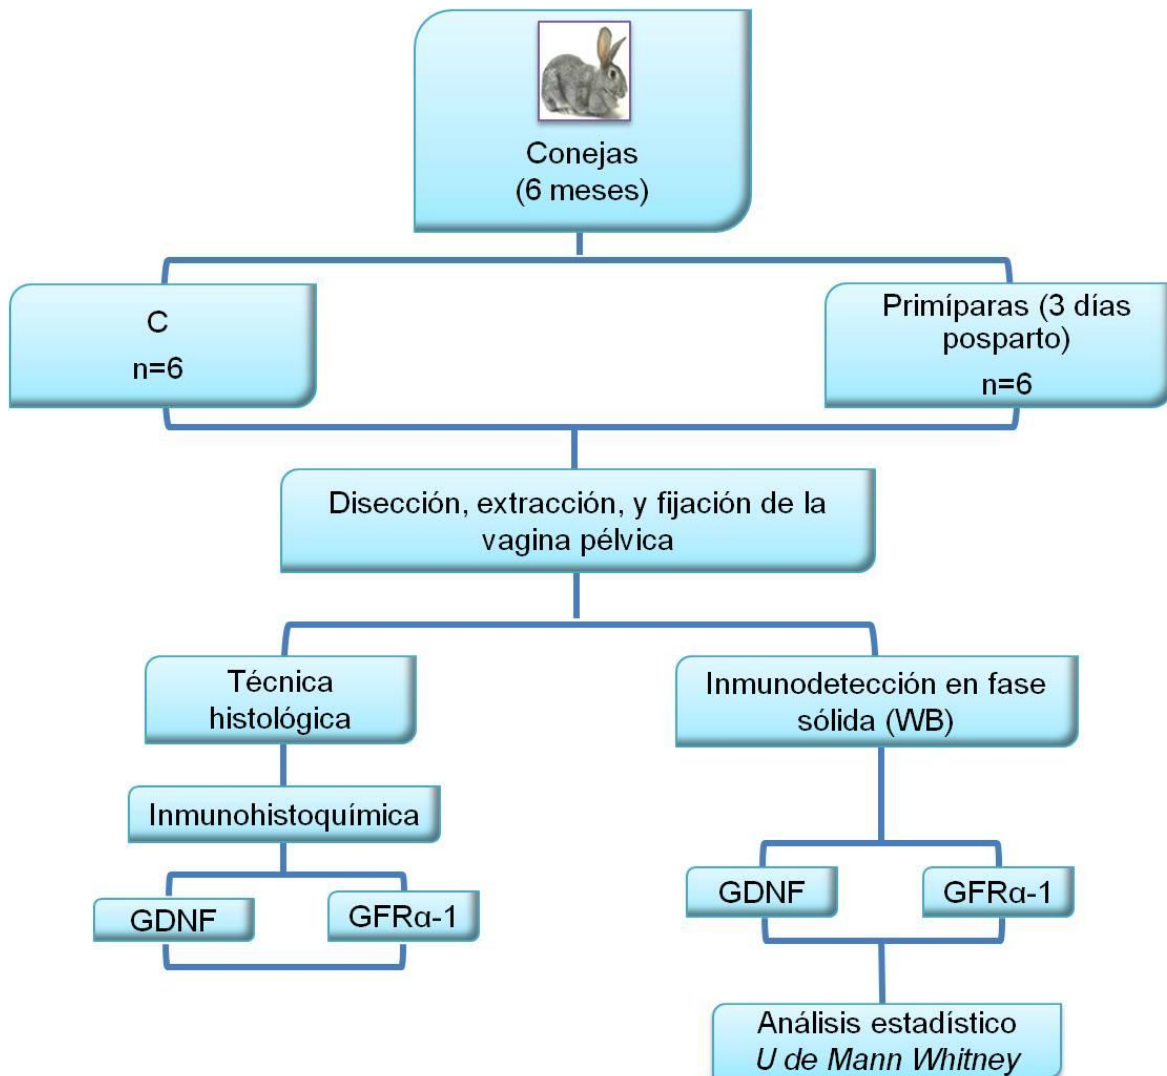 Conejas
(6 meses)
C
n=6
Primíparas (3 días
posparto)
n=6
Disección, extracción, y fijación de la
vagina pélvica
Técnica
histológica
Inmunodetección en fase
sólida (WB)
Inmunohistoquímica
GDNF
GFRα-1
GDNF
GFRα-1
Análisis estadístico
U de Mann Whitney